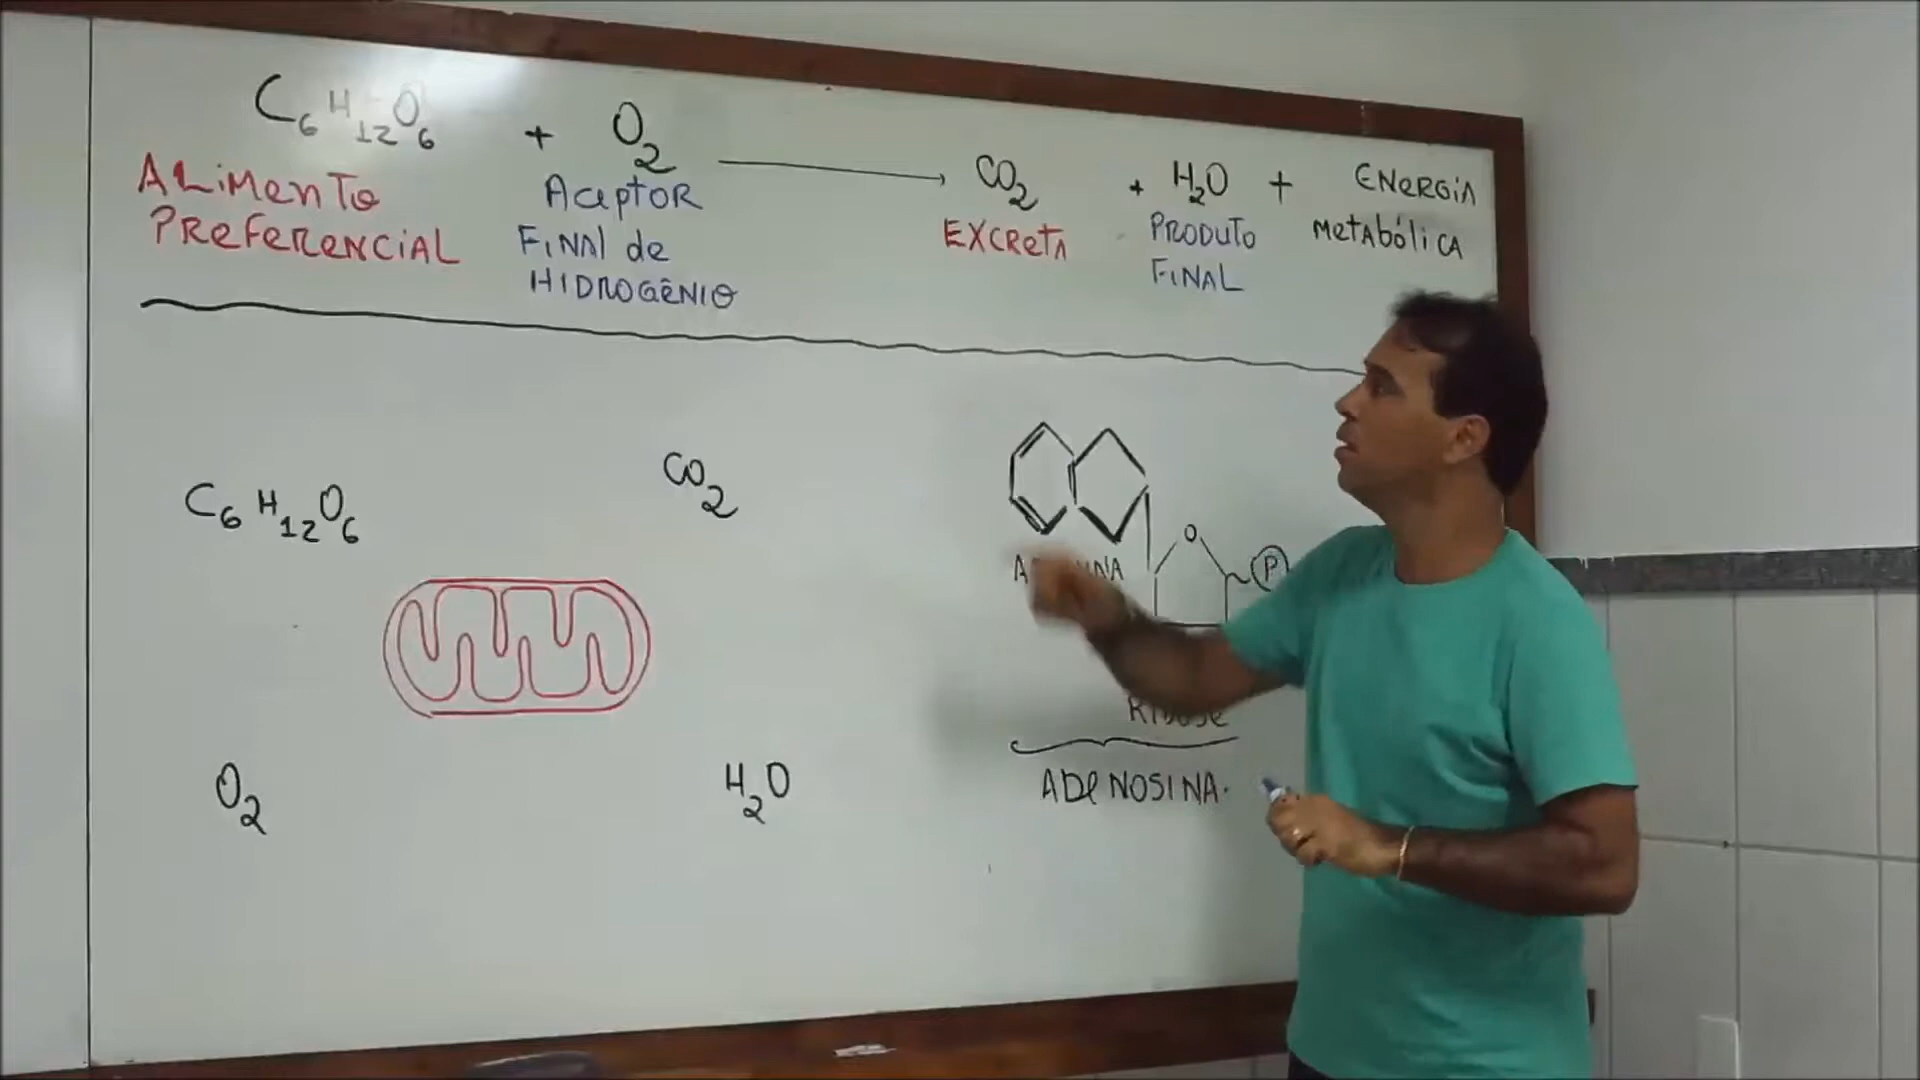 C6H12O6 + O2 → CO2 + H2O + ENERGIA
ALIMENTO
PREFERENCIAL
ACEPTOR
FINAL de
HIDROGÊNIO
EXCRETA
PRODUTO
FINAL
METABÓLICA
C6H12O6
CO2
O2
H2O
O
P
RIBOSE
ADENOSINA.